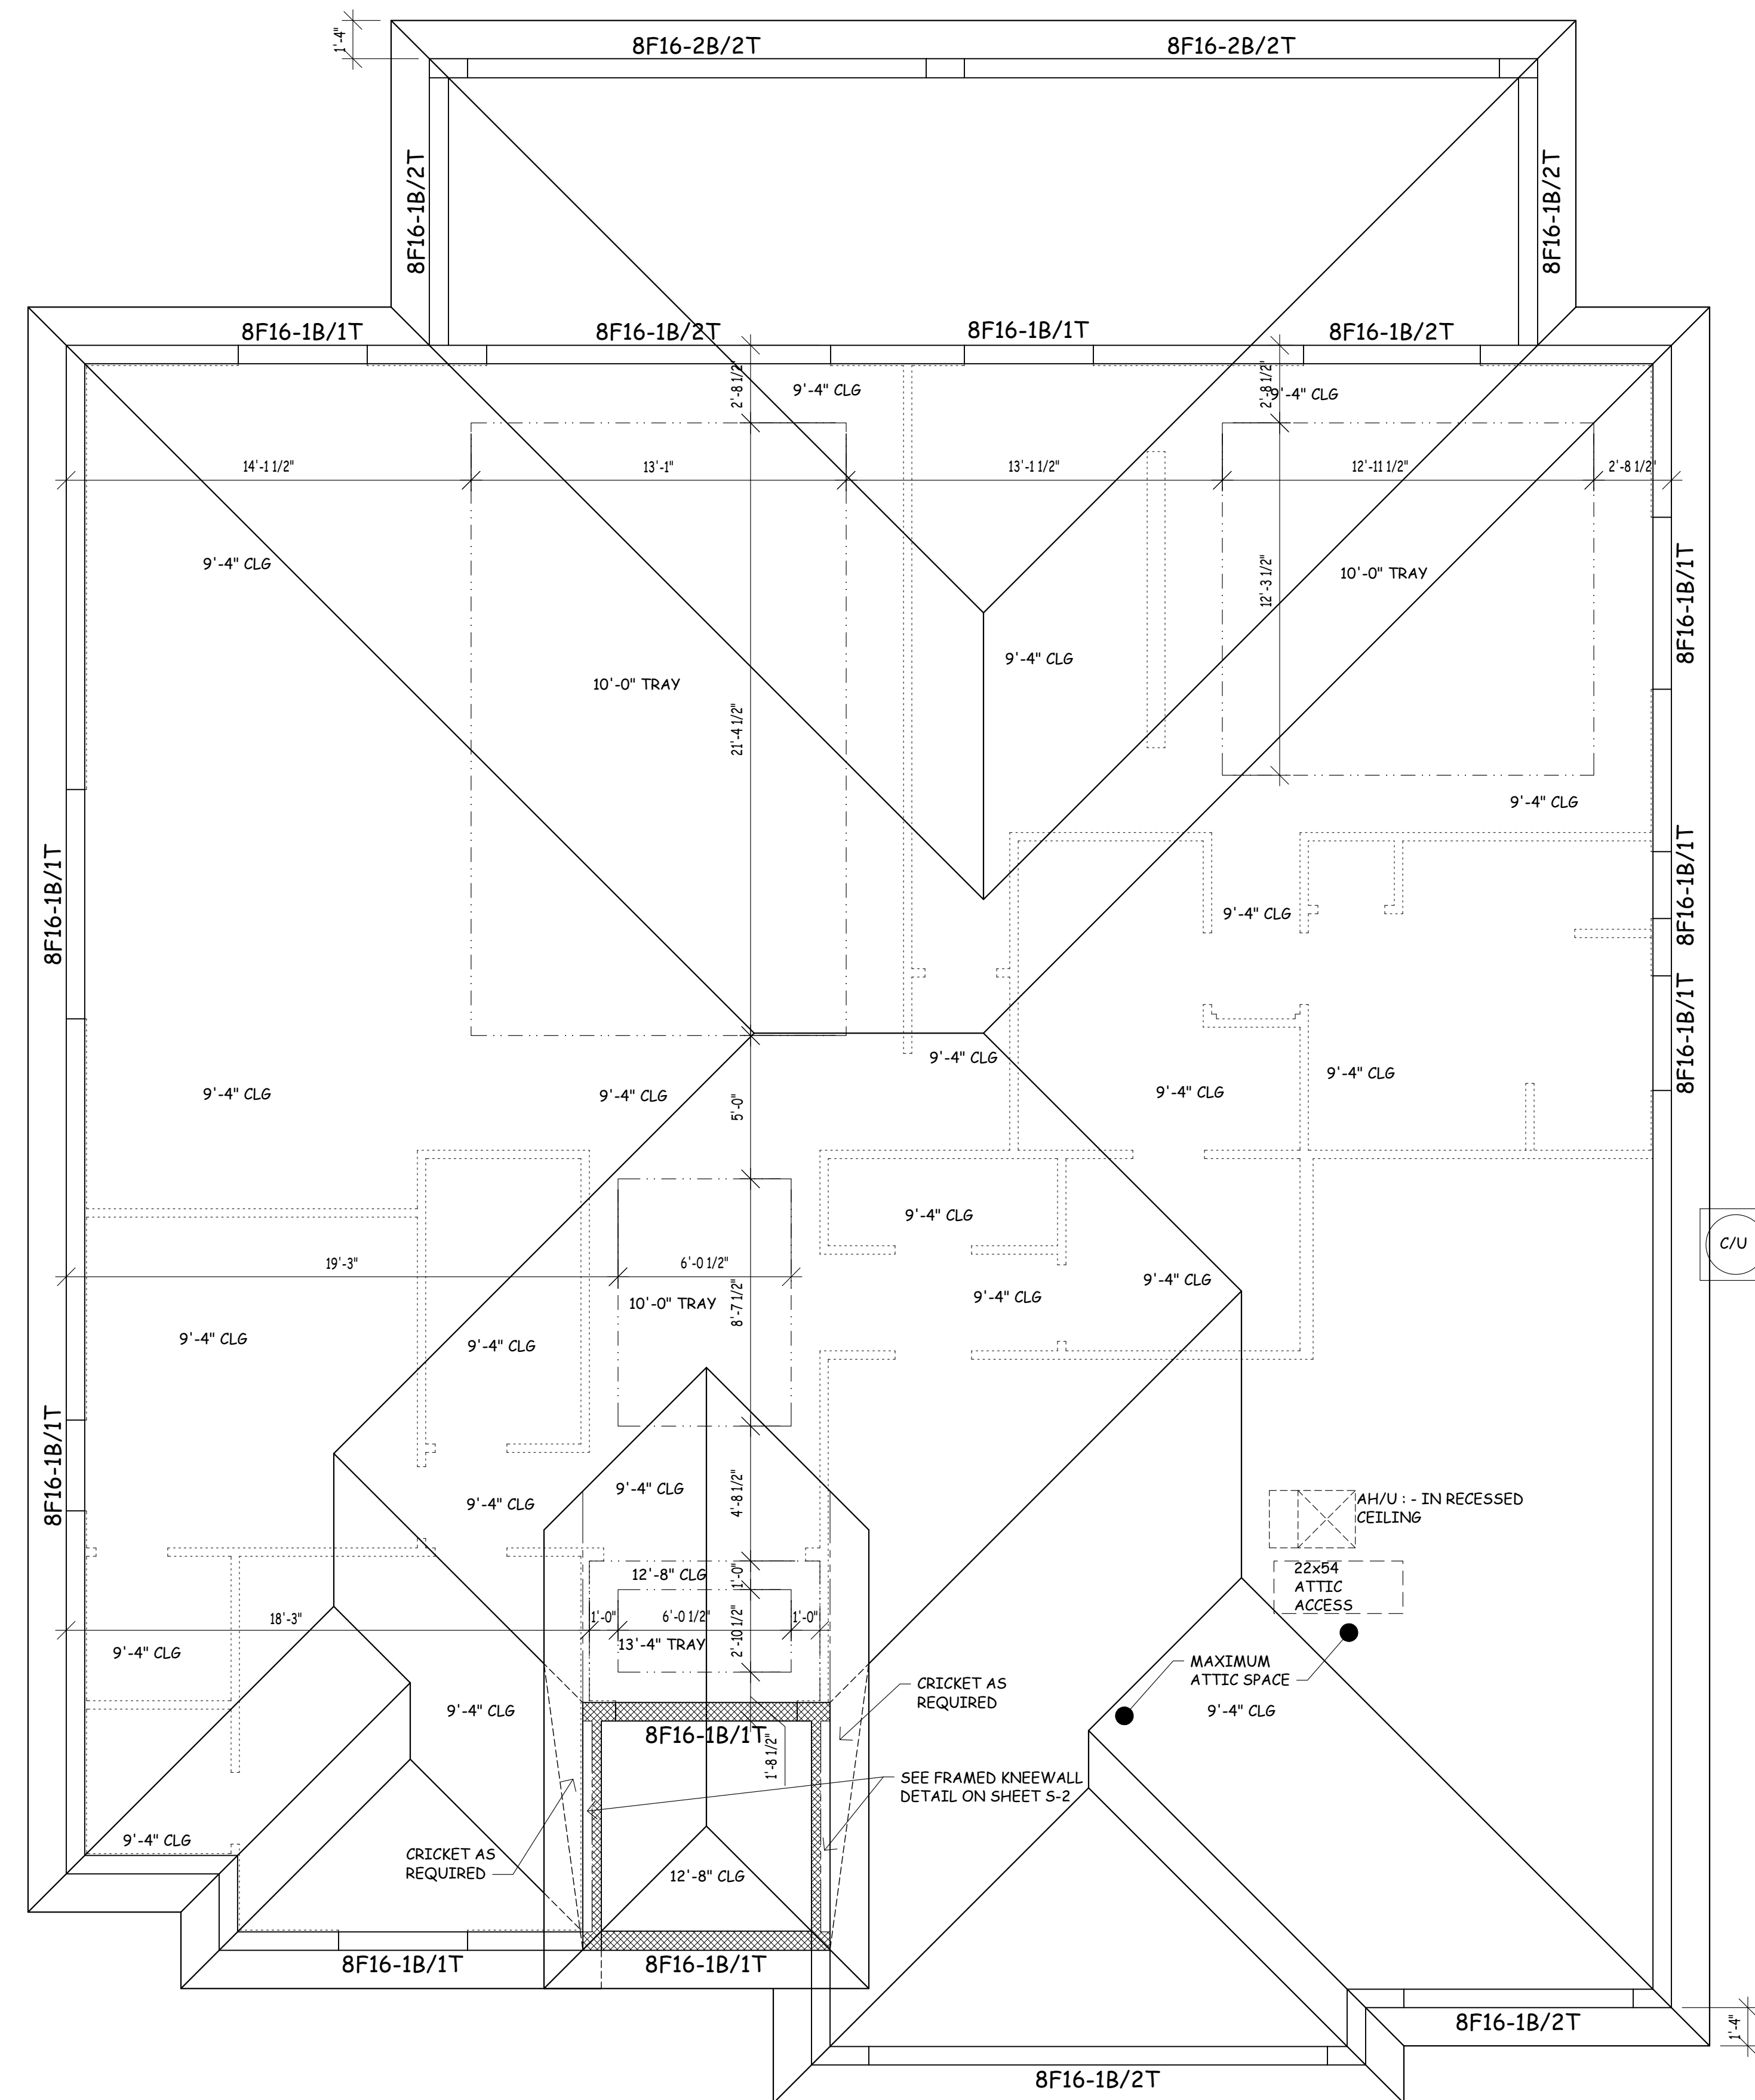 1'-4"
8F16-2B/2T
8F16-2B/2T
8F16-1B/2T
8F16-1B/2T
8F16-1B/1T
8F16-1B/2T
8F16-1B/1T
8F16-1B/2T
2'-8 1/2"
9'-4" CLG
2'-8 1/2"
9'-4" CLG
14'-1 1/2"
13'-1"
13'-1 1/2"
12'-11 1/2"
2'-8 1/2"
9'-4" CLG
12'-3 1/2"
10'-0" TRAY
8F16-1B/1T
10'-0" TRAY
9'-4" CLG
21'-4 1/2"
9'-4" CLG
8F16-1B/1T
9'-4" CLG
8F16-1B/1T
8F16-1B/1T
9'-4" CLG
9'-4" CLG
9'-4" CLG
5'-0"
9'-4" CLG
9'-4" CLG
9'-4" CLG
C/U
19'-3"
6'-0 1/2"
9'-4" CLG
10'-0" TRAY
8'-7 1/2"
9'-4" CLG
9'-4" CLG
9'-4" CLG
8F16-1B/1T
9'-4" CLG
9'-4" CLG
4'-8 1/2"
AH/U : - IN RECESSED
CEILING
12'-8" CLG
1'-0"
22x54
ATTIC
ACCESS
18'-3"
1'-0"
6'-0 1/2"
1'-0"
2'-10 1/2"
13'-4" TRAY
9'-4" CLG
MAXIMUM
ATTIC SPACE
CRICKET AS
REQUIRED
9'-4" CLG
9'-4" CLG
8F16-1B/1T
1'-8 1/2"
SEE FRAMED KNEEWALL
DETAIL ON SHEET S-2
9'-4" CLG
CRICKET AS
REQUIRED
12'-8" CLG
8F16-1B/1T
8F16-1B/1T
8F16-1B/2T
1'-4"
8F16-1B/2T